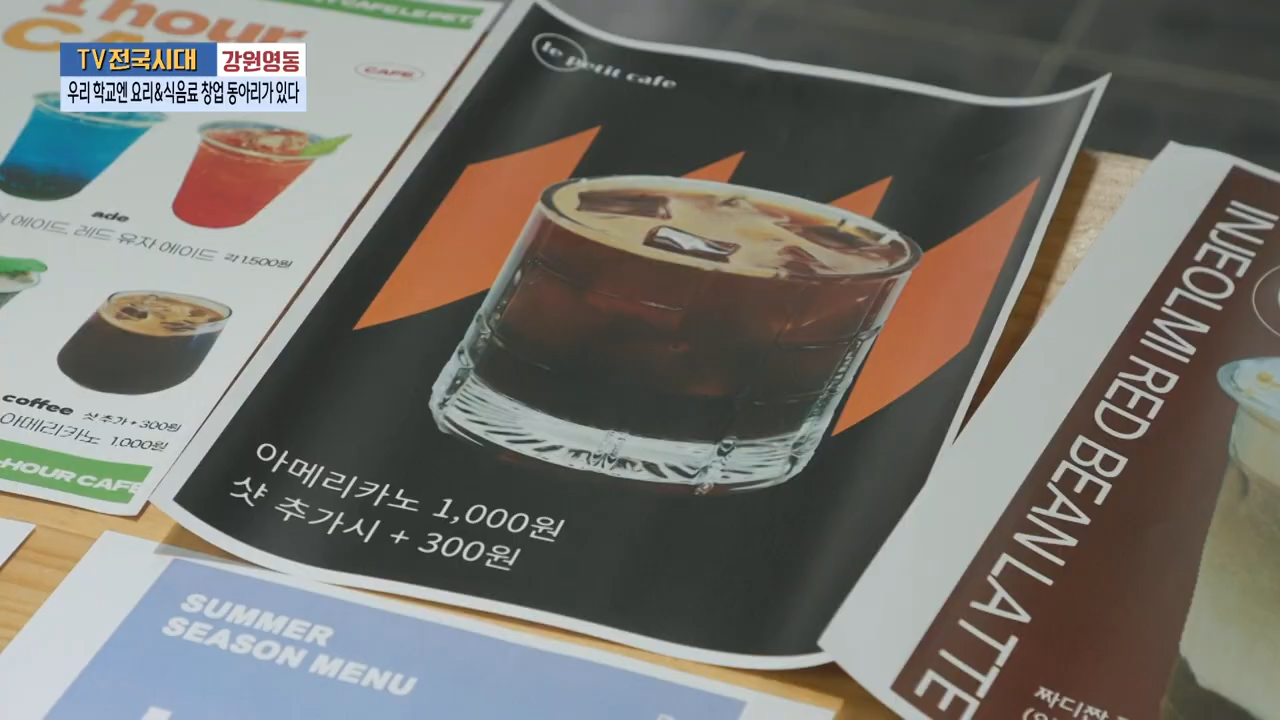 TV전국시대 강원영동
우리 학교엔 요리&식음료 창업 동아리가 있다
1 hour
CAFE
ade
에이드, 레드 유자 에이드 각 1,500원
coffee 샷 추가 + 300원
아메리카노 1,000원
-HOUR CAFE
le petit cafe
아메리카노 1,000원
샷 추가시 + 300원
SUMMER
SEASON MENU
INJEOLMI RED BEAN LATTE